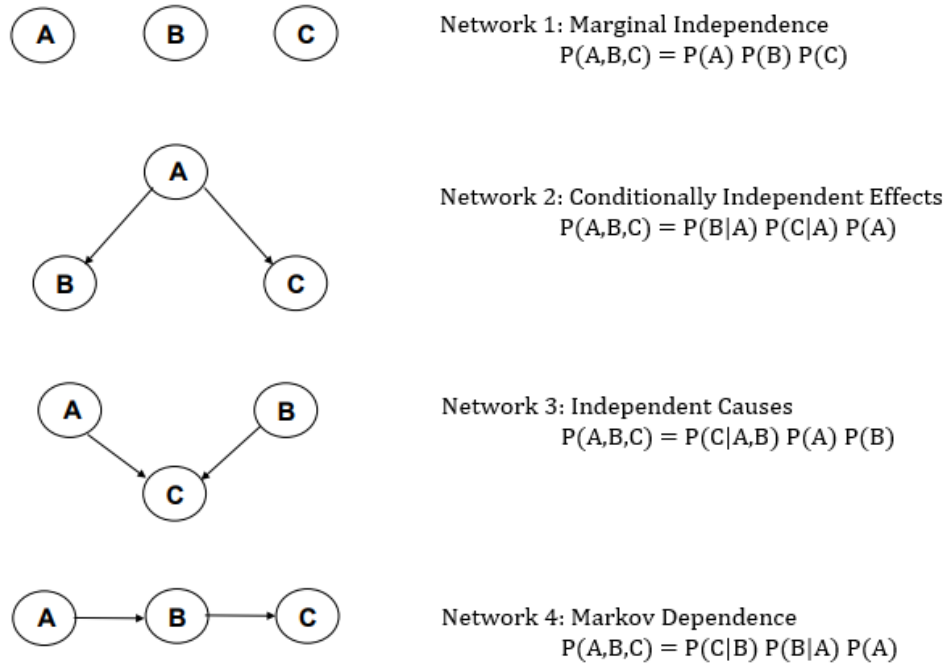 A B C
Network 1: Marginal Independence
P(A,B,C) = P(A) P(B) P(C)
A
B C
Network 2: Conditionally Independent Effects
P(A,B,C) = P(B|A) P(C|A) P(A)
A B
C
Network 3: Independent Causes
P(A,B,C) = P(C|A,B) P(A) P(B)
A B C
Network 4: Markov Dependence
P(A,B,C) = P(C|B) P(B|A) P(A)